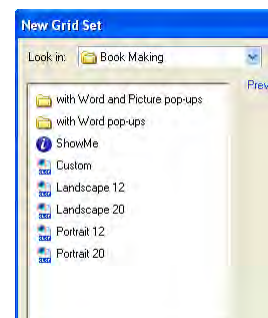 New Grid Set
Look in: Book Making
Prev
with Word and Picture pop-ups
with Word pop-ups
ShowMe
Custom
Landscape 12
Landscape 20
Portrait 12
Portrait 20